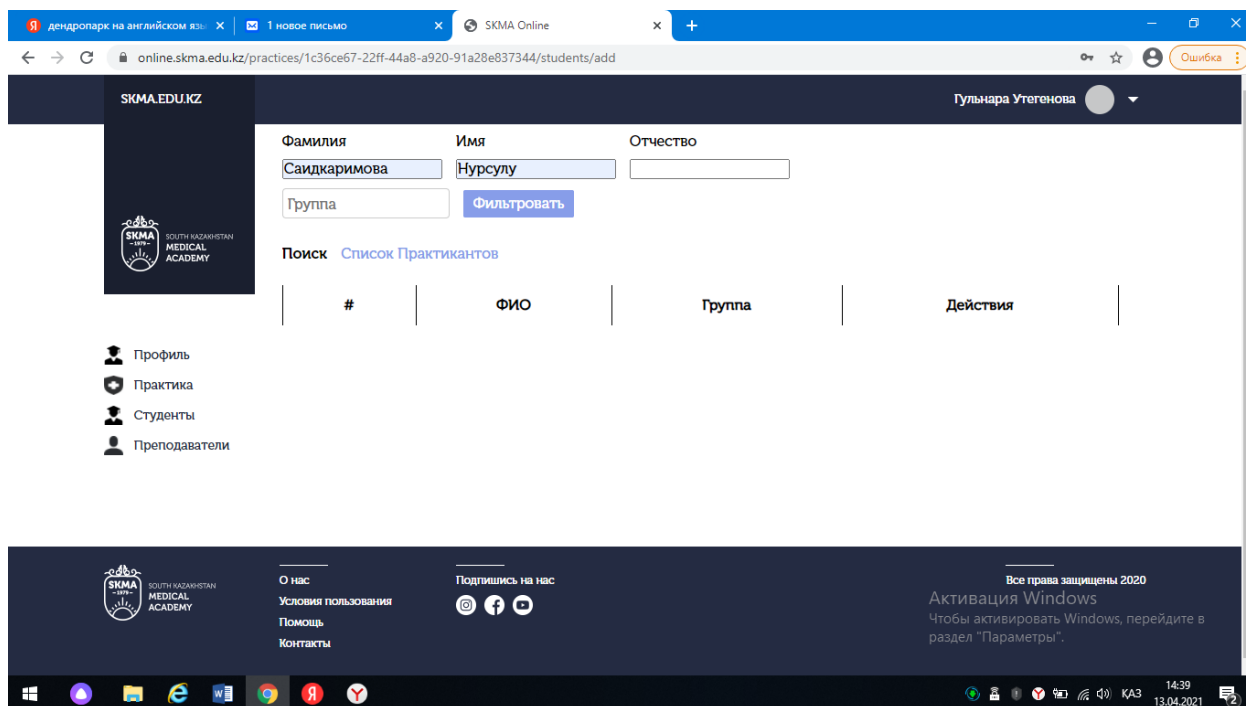 дендропарк на английском язы
1 новое письмо
SKMA Online
online.skma.edu.kz/practices/1c36ce67-22ff-44a8-a920-91a28e837344/students/add
Ошибка
SKMA.EDU.KZ
Гульнара Утегенова
Фамилия Имя Отчество
Саидкаримова Нурсулу
Группа Фильтровать
SKMA
-1979-
SOUTH KAZAKHSTAN
MEDICAL
ACADEMY
Поиск Список Практикантов
# ФИО Группа Действия
Профиль
Практика
Студенты
Преподаватели
SKMA
-1979-
SOUTH KAZAKHSTAN
MEDICAL
ACADEMY
О нас
Условия пользования
Помощь
Контакты
Подпишись на нас
Все права защищены 2020
Активация Windows
Чтобы активировать Windows, перейдите в
раздел "Параметры".
ҚАЗ
14:39
13.04.2021
2